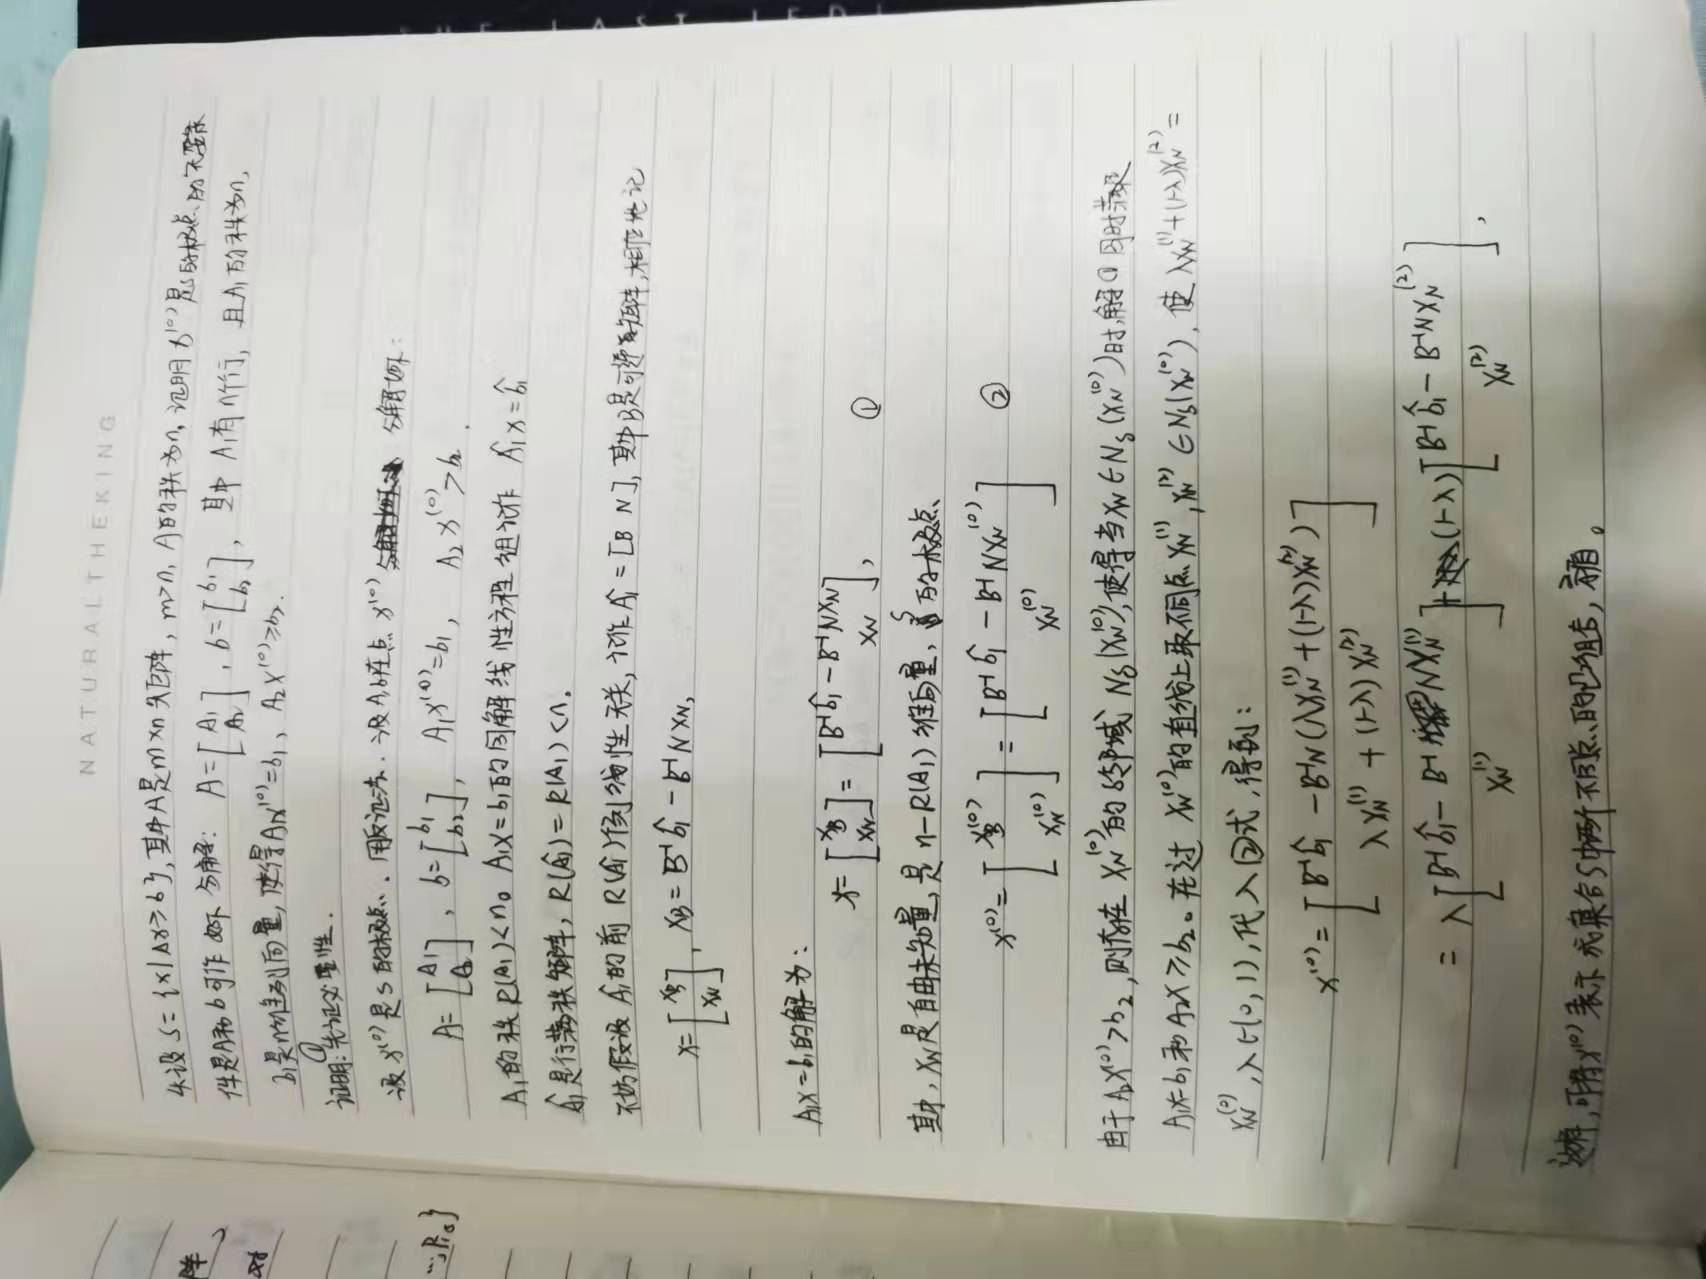 THE LAST JEDI
NATURALTHEKING
4.设 S={x|Ax≥b},其中A是m×n矩阵,m>n,A的秩为n,证明x⁽⁰⁾是S的极点的充要条
件是A和b可作如下分解: A=[A₁ A₂], b=[b₁ b₂], 其中 A₁有n个行,且A₁的秩为n,
b₁是n维列向量,使得A₁x⁽⁰⁾=b₁, A₂x⁽⁰⁾≥b₂.
证明:①先证必要性.
设x⁽⁰⁾是S的极点. 用反证法. 设A,b在点x⁽⁰⁾ 分解如下:
A=[A₁ A₂], b=[b₁ b₂], A₁x⁽⁰⁾=b₁, A₂x⁽⁰⁾>b₂.
A₁的秩R(A₁)<n。A₁x=b₁的同解线性方程组记作 Â₁x=b̂₁
Â₁是行满秩矩阵, R(Â₁)=R(A₁)<n.
不妨假设Â₁的前R(A₁)个列线性无关,记作Â₁=[B N],其中B是可逆矩阵,相应地记
x=[x_B x_N], x_B=B⁻¹b̂₁-B⁻¹Nx_N,
A₁x=b₁的解为:
x=[x_B x_N]=[B⁻¹b̂₁-B⁻¹Nx_N x_N], ①
其中,x_N是自由未知量,是n-R(A₁)维向量,S的极点
x⁽⁰⁾=[x_B⁽⁰⁾ x_N⁽⁰⁾]=[B⁻¹b̂₁-B⁻¹Nx_N⁽⁰⁾ x_N⁽⁰⁾] ②
由于A₂x⁽⁰⁾>b₂,则存在x_N⁽⁰⁾的δ邻域N_δ(x_N⁽⁰⁾),使得当x_N∈N_δ(x_N⁽⁰⁾)时,解①同时满足
A₁x=b₁和A₂x≥b₂。在过x_N⁽⁰⁾的直线上取不同点x_N⁽¹⁾,x_N⁽²⁾∈N_δ(x_N⁽⁰⁾),使λx_N⁽¹⁾+(1-λ)x_N⁽²⁾=
x_N⁽⁰⁾,λ∈(0,1),代入②式,得到:
x⁽⁰⁾=[B⁻¹b̂₁-B⁻¹N(λx_N⁽¹⁾+(1-λ)x_N⁽²⁾) λx_N⁽¹⁾+(1-λ)x_N⁽²⁾]
=λ[B⁻¹b̂₁-B⁻¹Nx_N⁽¹⁾ x_N⁽¹⁾]+(1-λ)[B⁻¹b̂₁-B⁻¹Nx_N⁽²⁾ x_N⁽²⁾],
这样,可将x⁽⁰⁾表示成集合S中两个不同点的凸组合,矛盾。
阵
对
…,P₁₀}